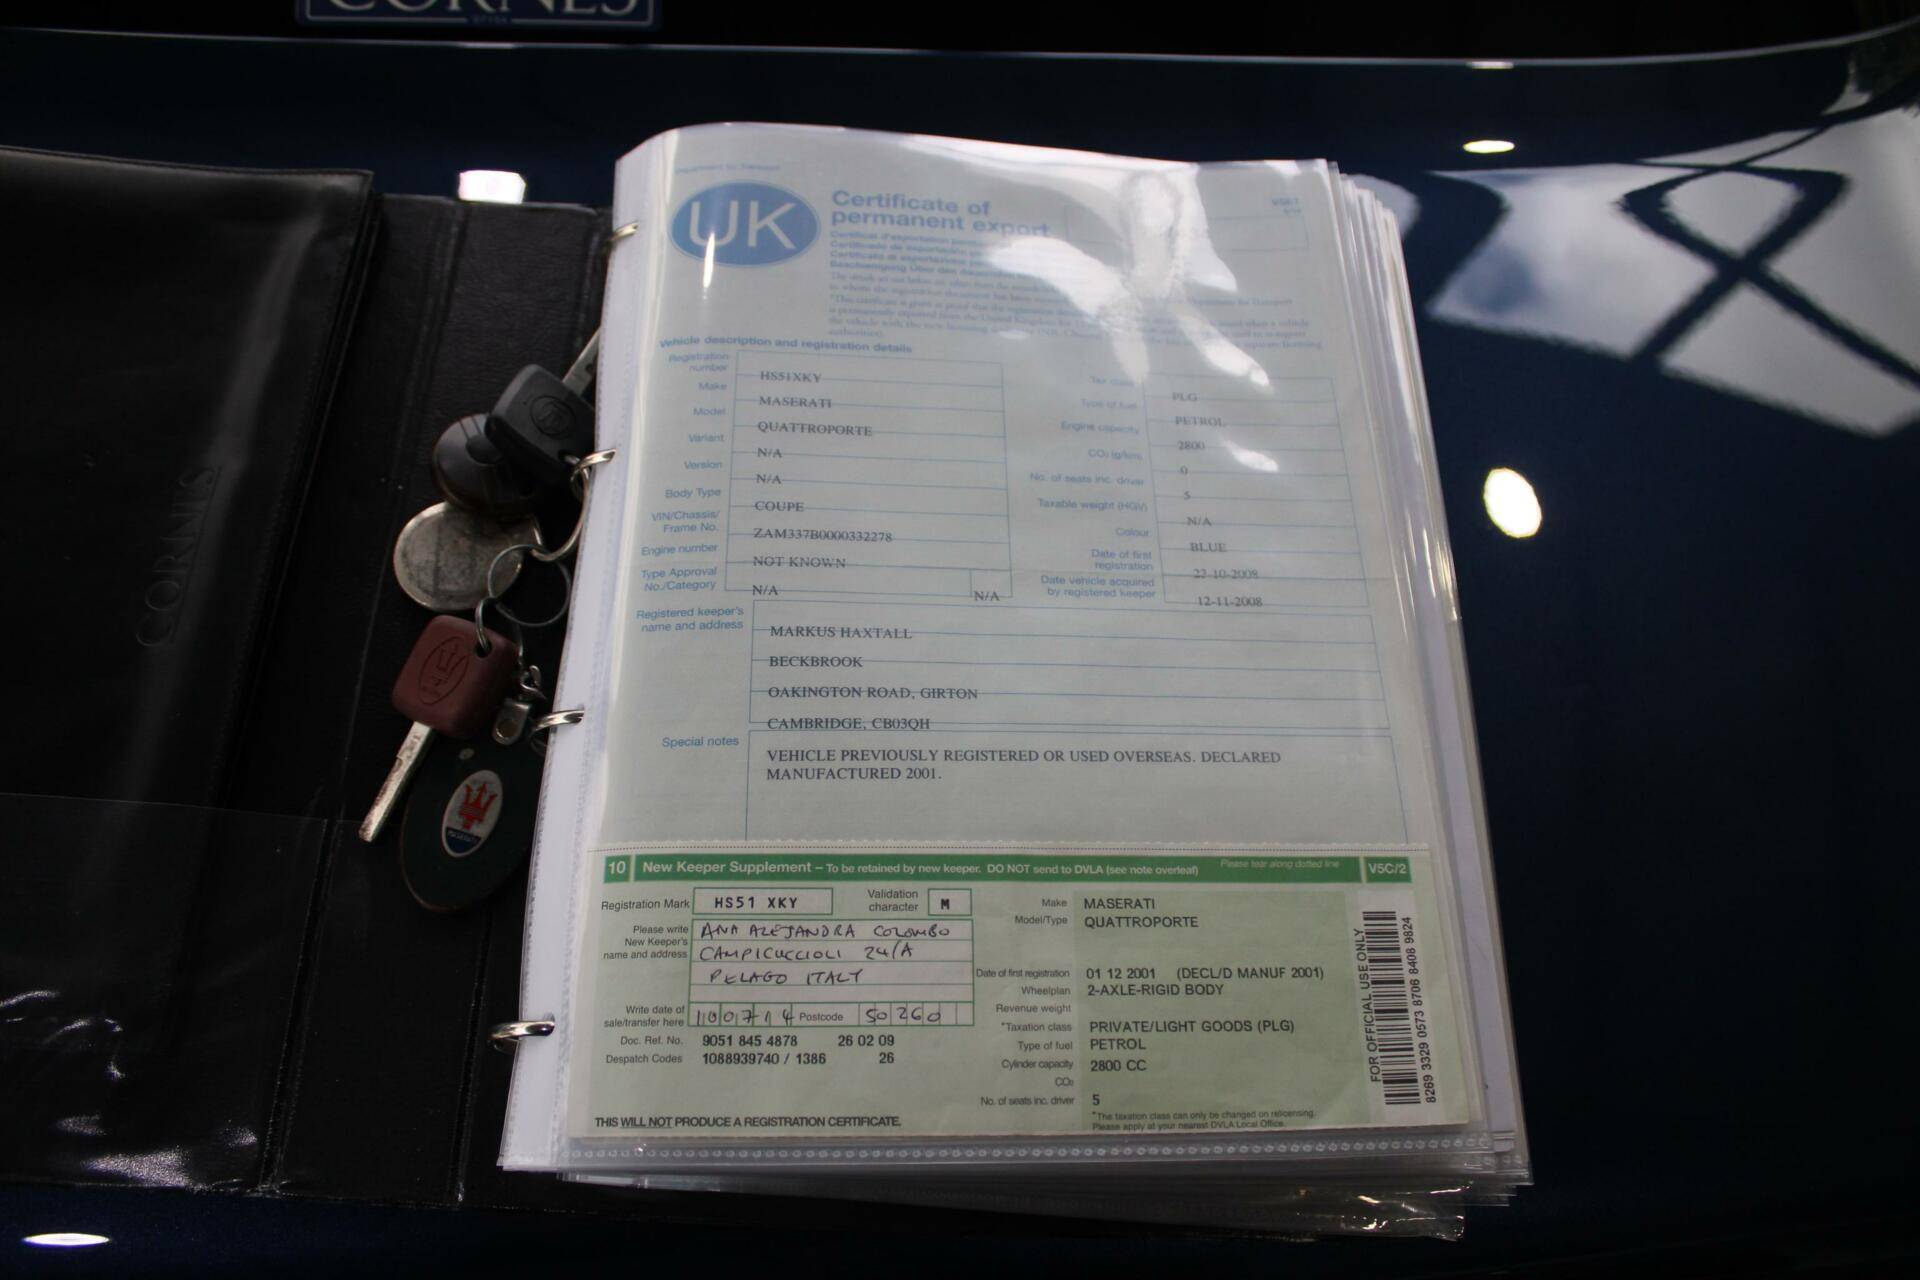 CORNES
CORNES
Department for Transport
UK
Certificate of
permanent export
V561
Vehicle description and registration details
Registration
number
HS51XKY
Make
MASERATI
Model
QUATTROPORTE
Variant
N/A
Version
N/A
Body Type
COUPE
VIN/Chassis/
Frame No.
ZAM337B0000332278
Engine number
NOT KNOWN
Type Approval
No./Category
N/A
N/A
Tax class
PLG
Type of fuel
PETROL
Engine capacity
2800
CO₂ (g/km)
0
No. of seats inc. driver
5
Taxable weight (HGV)
N/A
Colour
BLUE
Date of first
registration
22-10-2008
Date vehicle acquired
by registered keeper
12-11-2008
Registered keeper's
name and address
MARKUS HAXTALL
BECKBROOK
OAKINGTON ROAD, GIRTON
CAMBRIDGE, CB03QH
Special notes
VEHICLE PREVIOUSLY REGISTERED OR USED OVERSEAS. DECLARED
MANUFACTURED 2001.
10 New Keeper Supplement – To be retained by new keeper. DO NOT send to DVLA (see note overleaf) Please tear along dotted line V5C/2
Registration Mark HS51 XKY
Validation
character M
Please write
New Keeper's
name and address
ANA ALEJANDRA COLOMBO
CAMPICUCCIOLI 24/A
PELAGO ITALY
Write date of
sale/transfer here
100714 Postcode 50260
Doc. Ref. No. 9051 845 4878 26 02 09
Despatch Codes 1088939740 / 1386 26
THIS WILL NOT PRODUCE A REGISTRATION CERTIFICATE.
Make MASERATI
Model/Type QUATTROPORTE
Date of first registration 01 12 2001 (DECL/D MANUF 2001)
Wheelplan 2-AXLE-RIGID BODY
Revenue weight
*Taxation class PRIVATE/LIGHT GOODS (PLG)
Type of fuel PETROL
Cylinder capacity 2800 CC
CO₂
No. of seats inc. driver 5
*The taxation class can only be changed on relicensing.
Please apply at your nearest DVLA Local Office.
FOR OFFICIAL USE ONLY
8269 3329 0573 8706 8408 9824